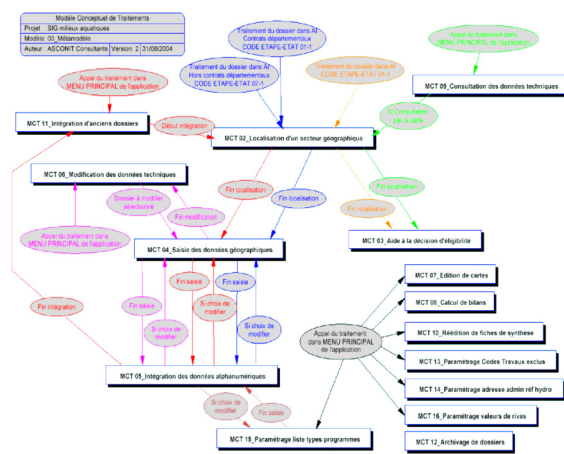 Modèle Conceptuel de Traitements
Projet SIG milieux aquatiques
Modèle 00_Métamodèle
Auteur ASCONIT Consultants Version 2 31/08/2004
Traitement du dossier dans AI
Contrats départementaux
CODE ETAPE-ETAT 01-1
Traitement du dossier dans AI
Hors contrats départementaux
CODE ETAPE-ETAT 07-1
Traitement du dossier dans AI
CODE ETAPE-ETAT 01-1
Appel du traitement dans
MENU PRINCIPAL de l'application
Appel du traitement dans
MENU PRINCIPAL de l'application
MCT 09_Consultation des données techniques
MCT 11_Intégration d'anciens dossiers
Début intégration
Si Consultation
par la carte
MCT 02_Localisation d'un secteur géographique
MCT 06_Modification des données techniques
Fin localisation
Fin localisation
Fin localisation
Fin localisation
Dossier à modifier
sélectionné
Fin modification
Appel du traitement dans
MENU PRINCIPAL de l'application
MCT 04_Saisie des données géographiques
MCT 03_Aide à la décision d'éligibilité
Fin saisie
Fin saisie
Fin saisie
Si choix de
modifier
Si choix de
modifier
Si choix de
modifier
Fin intégration
MCT 07_Edition de cartes
MCT 08_Calcul de bilans
Appel du traitement
dans MENU PRINCIPAL
de l'application
MCT 10_Réédition de fiches de synthèse
MCT 13_Paramétrage Codes Travaux exclus
MCT 05_Intégration des données alphanumériques
MCT 14_Paramétrage adresse admin réf hydro
Si choix de
modifier
Fin saisie
MCT 16_Paramétrage valeurs de rives
MCT 15_Paramétrage liste types programmes
MCT 12_Archivage de dossiers